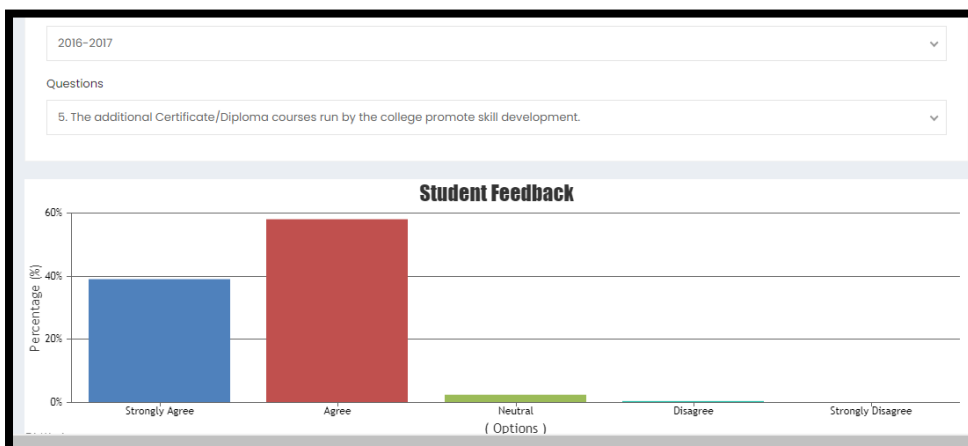 2016-2017
Questions
5. The additional Certificate/Diploma courses run by the college promote skill development.
Student Feedback
60%
40%
20%
0%
Percentage (%)
Strongly Agree Agree Neutral Disagree Strongly Disagree
( Options )